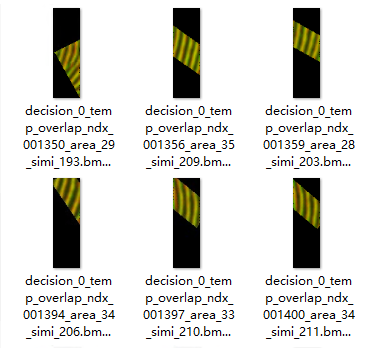 decision_0_tem
p_overlap_ndx_
001350_area_29
_simi_193.bm...
decision_0_tem
p_overlap_ndx_
001356_area_35
_simi_209.bm...
decision_0_tem
p_overlap_ndx_
001359_area_28
_simi_203.bm...
decision_0_tem
p_overlap_ndx_
001394_area_34
_simi_206.bm...
decision_0_tem
p_overlap_ndx_
001397_area_33
_simi_210.bm...
decision_0_tem
p_overlap_ndx_
001400_area_34
_simi_211.bm...